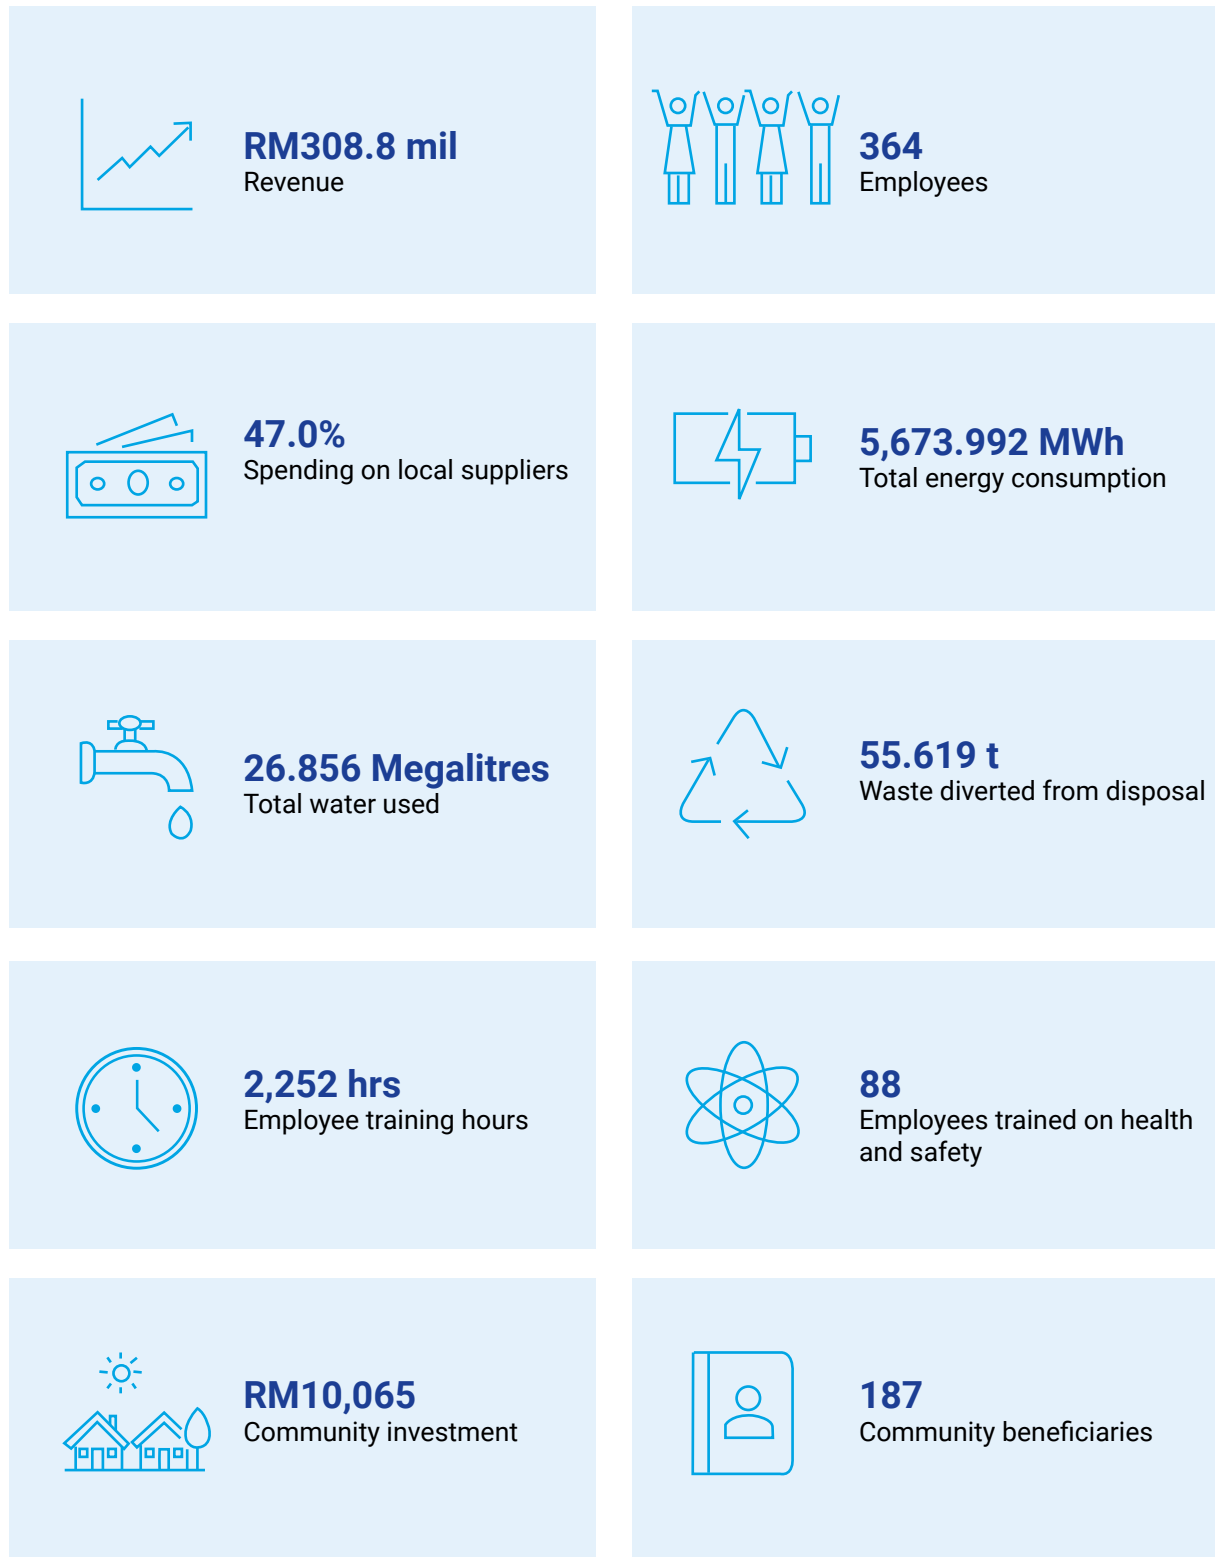 RM308.8 mil
Revenue
364
Employees
47.0%
Spending on local suppliers
5,673.992 MWh
Total energy consumption
26.856 Megalitres
Total water used
55.619 t
Waste diverted from disposal
2,252 hrs
Employee training hours
88
Employees trained on health
and safety
RM10,065
Community investment
187
Community beneficiaries